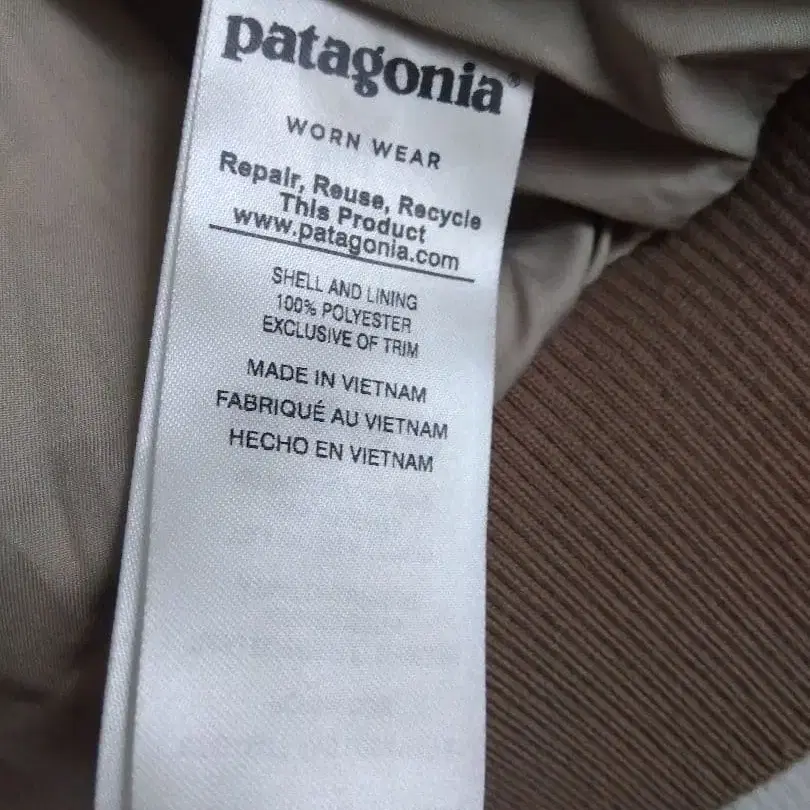 patagonia®
WORN WEAR
Repair, Reuse, Recycle
This Product
www.patagonia.com
SHELL AND LINING
100% POLYESTER
EXCLUSIVE OF TRIM
MADE IN VIETNAM
FABRIQUÉ AU VIETNAM
HECHO EN VIETNAM